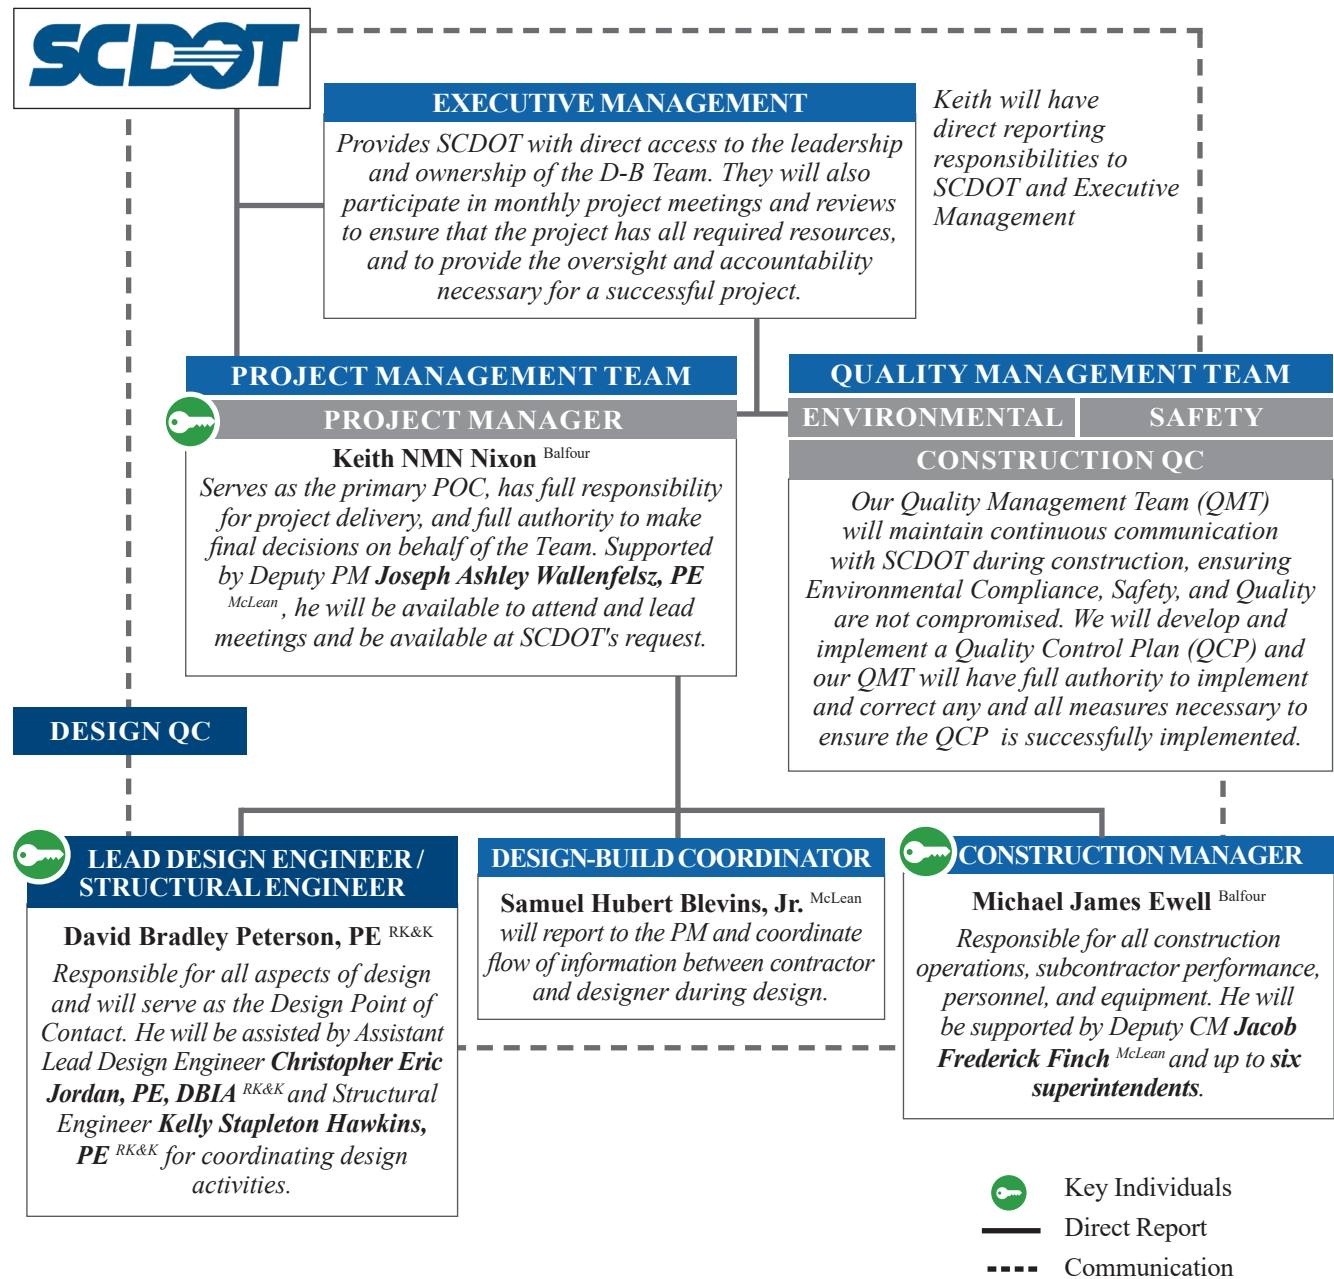 SCDOT
EXECUTIVE MANAGEMENT
Provides SCDOT with direct access to the leadership
and ownership of the D-B Team. They will also
participate in monthly project meetings and reviews
to ensure that the project has all required resources,
and to provide the oversight and accountability
necessary for a successful project.
Keith will have
direct reporting
responsibilities to
SCDOT and Executive
Management
PROJECT MANAGEMENT TEAM
PROJECT MANAGER
Keith NMN Nixon Balfour
Serves as the primary POC, has full responsibility
for project delivery, and full authority to make
final decisions on behalf of the Team. Supported
by Deputy PM Joseph Ashley Wallenfelsz, PE
McLean , he will be available to attend and lead
meetings and be available at SCDOT's request.
QUALITY MANAGEMENT TEAM
ENVIRONMENTAL
SAFETY
CONSTRUCTION QC
Our Quality Management Team (QMT)
will maintain continuous communication
with SCDOT during construction, ensuring
Environmental Compliance, Safety, and Quality
are not compromised. We will develop and
implement a Quality Control Plan (QCP) and
our QMT will have full authority to implement
and correct any and all measures necessary to
ensure the QCP is successfully implemented.
DESIGN QC
LEAD DESIGN ENGINEER /
STRUCTURAL ENGINEER
David Bradley Peterson, PE RK&K
Responsible for all aspects of design
and will serve as the Design Point of
Contact. He will be assisted by Assistant
Lead Design Engineer Christopher Eric
Jordan, PE, DBIA RK&K and Structural
Engineer Kelly Stapleton Hawkins,
PE RK&K for coordinating design
activities.
DESIGN-BUILD COORDINATOR
Samuel Hubert Blevins, Jr. McLean
will report to the PM and coordinate
flow of information between contractor
and designer during design.
CONSTRUCTION MANAGER
Michael James Ewell Balfour
Responsible for all construction
operations, subcontractor performance,
personnel, and equipment. He will
be supported by Deputy CM Jacob
Frederick Finch McLean and up to six
superintendents.
Key Individuals
Direct Report
Communication